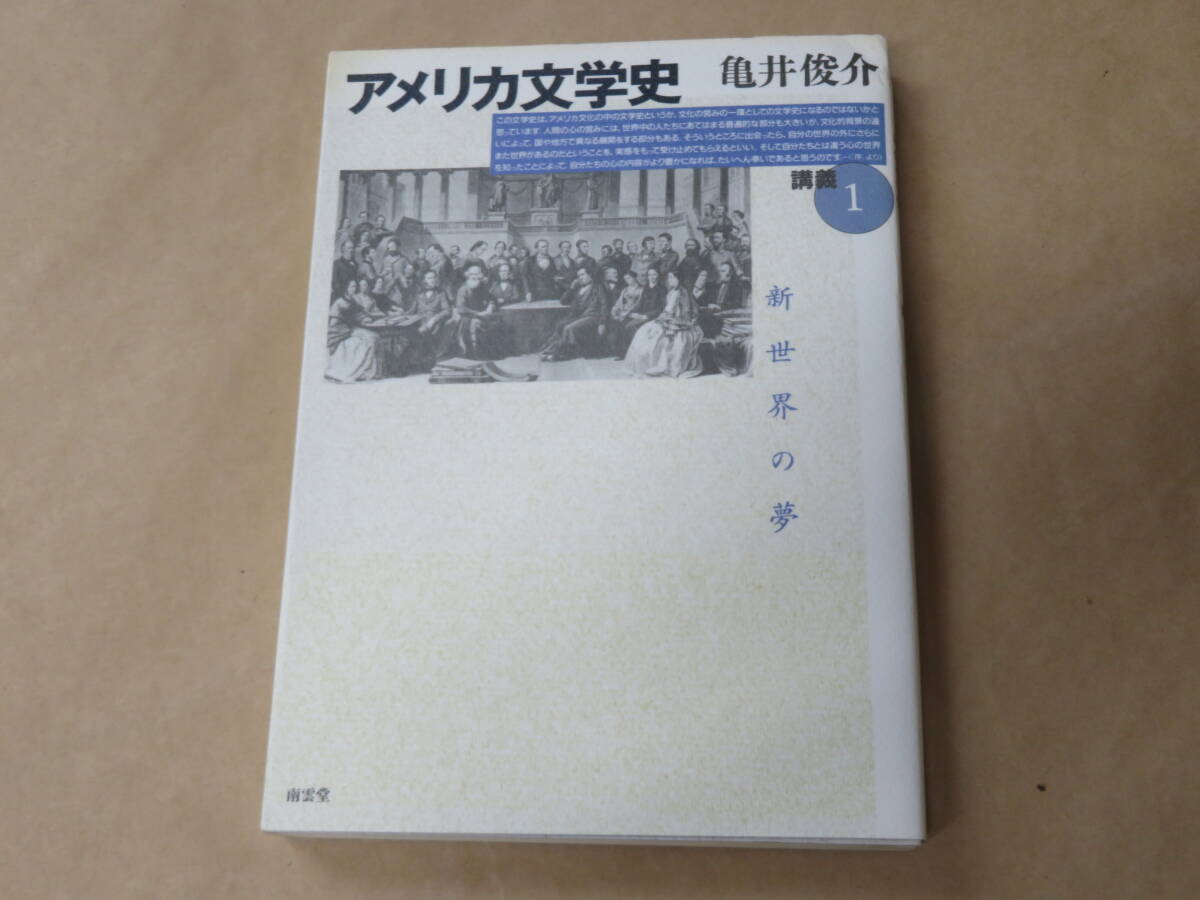 アメリカ文学史
亀井俊介
この文学史は、アメリカ文化の中の文学史というか、文化の営みの一環としての文学史になるのではないかと
思っています。人間の心の営みには、世界中の人たちにあてはまる普遍的な部分も大きいが、文化的背景の違
いによって、国や地方で異なる展開をする部分もある。そういうところに出会ったら、自分の世界の外にさらに
また世界があるのだということを、実感をもって受け止めてもらえるといい。そして自分たちとは違う心の世界
を知ったことによって、自分たちの心の内容がより豊かになれば、たいへん幸いであると思うのです。―(「序」より)
講義
1
新世界の夢
南雲堂